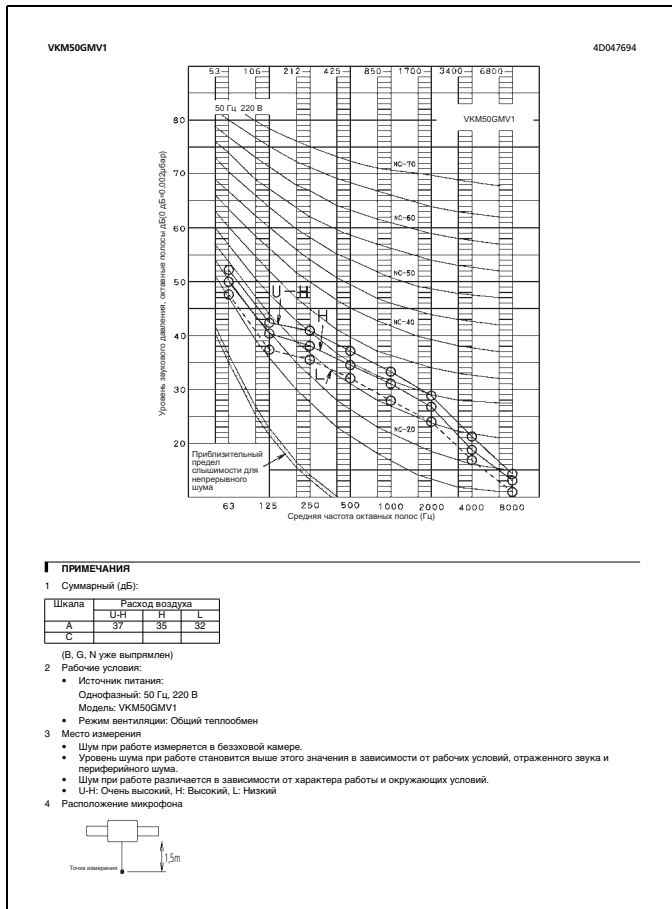 VKM50GMV1 4D047694
53 106 212 425 850 1700 3400 6800
50 Гц 220 В
VKM50GMV1
80
70
60
50
40
30
20
NC-70
NC-60
NC-50
NC-40
NC-20
U-H
H
L
Уровень звукового давления, октавные полосы дБ(0 дБ=0,002µбар)
Приблизительный
предел
слышимости для
непрерывного
шума
63 125 250 500 1000 2000 4000 8000
Средняя частота октавных полос (Гц)
ПРИМЕЧАНИЯ
1 Суммарный (дБ):
Шкала Расход воздуха
U-H H L
A 37 35 32
C
(B, G, N уже выпрямлен)
2 Рабочие условия:
• Источник питания:
Однофазный: 50 Гц, 220 В
Модель: VKM50GMV1
• Режим вентиляции: Общий теплообмен
3 Место измерения
• Шум при работе измеряется в безэховой камере.
• Уровень шума при работе становится выше этого значения в зависимости от рабочих условий, отраженного звука и
периферийного шума.
• Шум при работе различается в зависимости от характера работы и окружающих условий.
• U-H: Очень высокий, H: Высокий, L: Низкий
4 Расположение микрофона
1,5m
Точка измерения